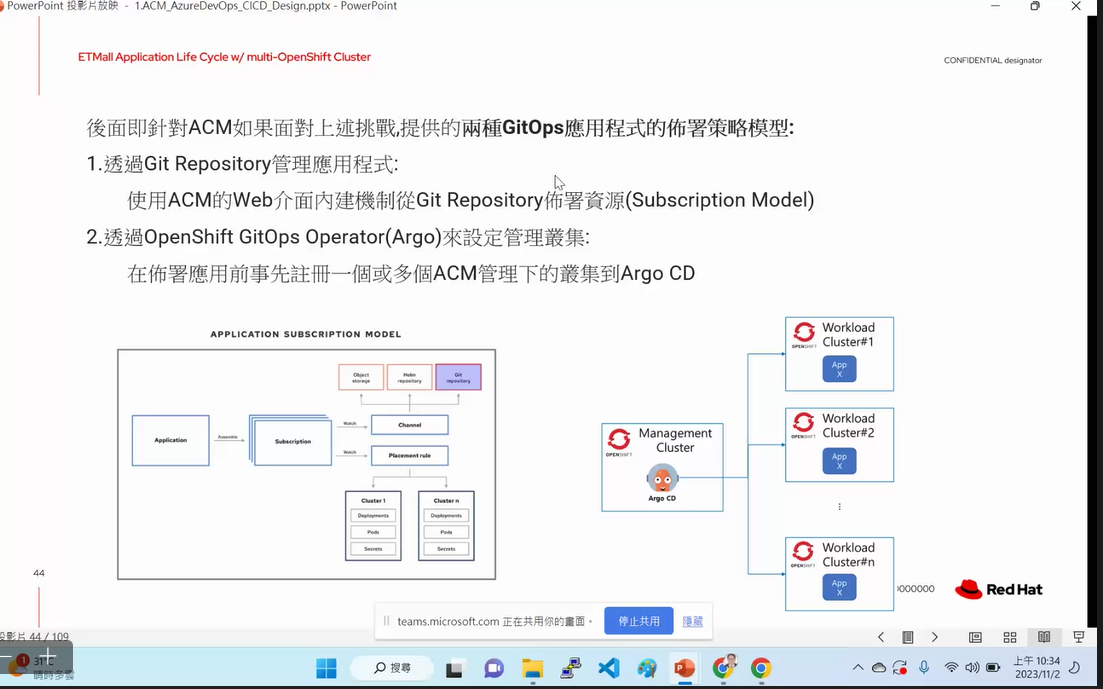 PowerPoint 投影片放映 - 1.ACM_AzureDevOps_CICD_Design.pptx - PowerPoint
ETMall Application Life Cycle w/ multi-OpenShift Cluster
CONFIDENTIAL designator
後面即針對ACM如果面對上述挑戰,提供的兩種GitOps應用程式的佈署策略模型:
1.透過Git Repository管理應用程式:
使用ACM的Web介面內建機制從Git Repository佈署資源(Subscription Model)
2.透過OpenShift GitOps Operator(Argo)來設定管理叢集:
在佈署應用前事先註冊一個或多個ACM管理下的叢集到Argo CD
APPLICATION SUBSCRIPTION MODEL
Object
storage
Helm
repository
Git
repository
Application
Assemble
Subscription
Watch
Channel
Watch
Placement rule
Cluster 1
Deployments
Pods
Secrets
Cluster n
Deployments
Pods
Secrets
Management
Cluster
OPENSHIFT
Argo CD
Workload
Cluster#1
OPENSHIFT
App
X
Workload
Cluster#2
OPENSHIFT
App
X
⋮
Workload
Cluster#n
OPENSHIFT
App
X
44
0000000
Red Hat
teams.microsoft.com 正在共用你的畫面。
停止共用
隱藏
投影片 44 / 109
1
31°C
晴時多雲
搜尋
上午 10:34
2023/11/2